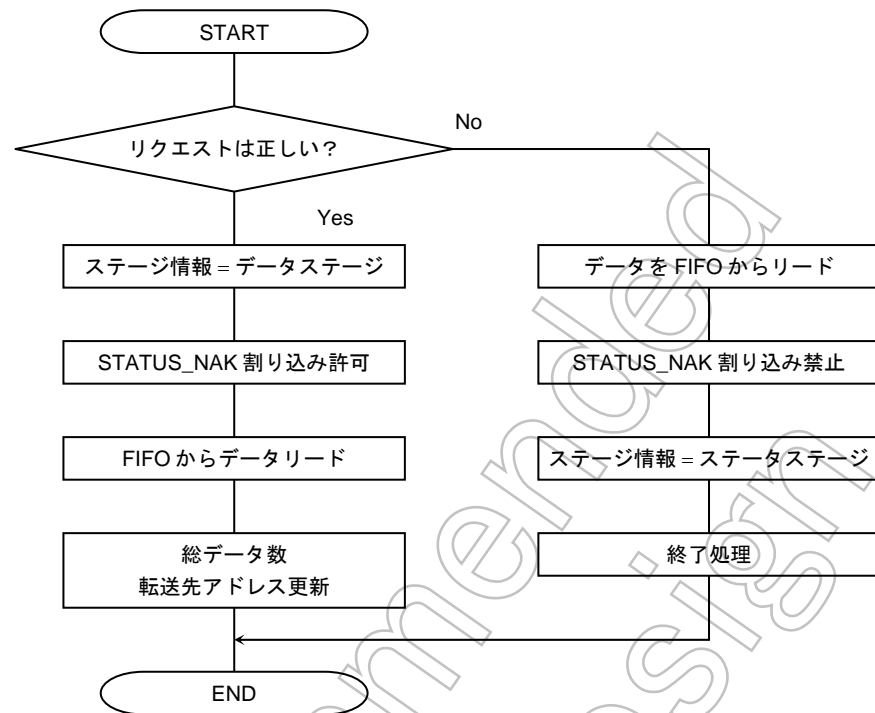 START
リクエストは正しい？
No
Yes
ステージ情報 = データステージ
データを FIFO からリード
STATUS_NAK 割り込み許可
STATUS_NAK 割り込み禁止
FIFO からデータリード
ステージ情報 = ステータステージ
総データ数
転送先アドレス更新
終了処理
END